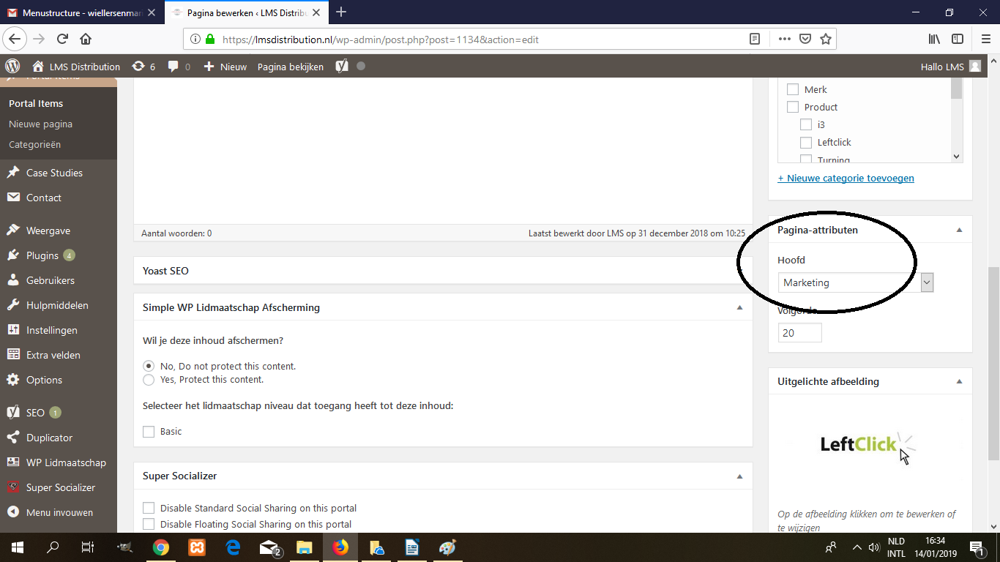 Menustructure - wiellersenmar
Pagina bewerken ‹ LMS Distribu
https://lmsdistribution.nl/wp-admin/post.php?post=1134&action=edit
LMS Distribution
6
0
Nieuw
Pagina bekijken
Hallo LMS
Portal Items
Portal Items
Nieuwe pagina
Categorieën
Case Studies
Contact
Weergave
Plugins 4
Gebruikers
Hulpmiddelen
Instellingen
Extra velden
Options
SEO 1
Duplicator
WP Lidmaatschap
Super Socializer
Menu invouwen
Aantal woorden: 0
Laatst bewerkt door LMS op 31 december 2018 om 10:25
Yoast SEO
Simple WP Lidmaatschap Afscherming
Wil je deze inhoud afschermen?
No, Do not protect this content.
Yes, Protect this content.
Selecteer het lidmaatschap niveau dat toegang heeft tot deze inhoud:
Basic
Super Socializer
Disable Standard Social Sharing on this portal
Disable Floating Social Sharing on this portal
Merk
Product
i3
Leftclick
Turning
+ Nieuwe categorie toevoegen
Pagina-attributen
Hoofd
Marketing
Volgorde
20
Uitgelichte afbeelding
LeftClick
Op de afbeelding klikken om te bewerken of
te wijzigen
2
NLD
INTL
16:34
14/01/2019
1